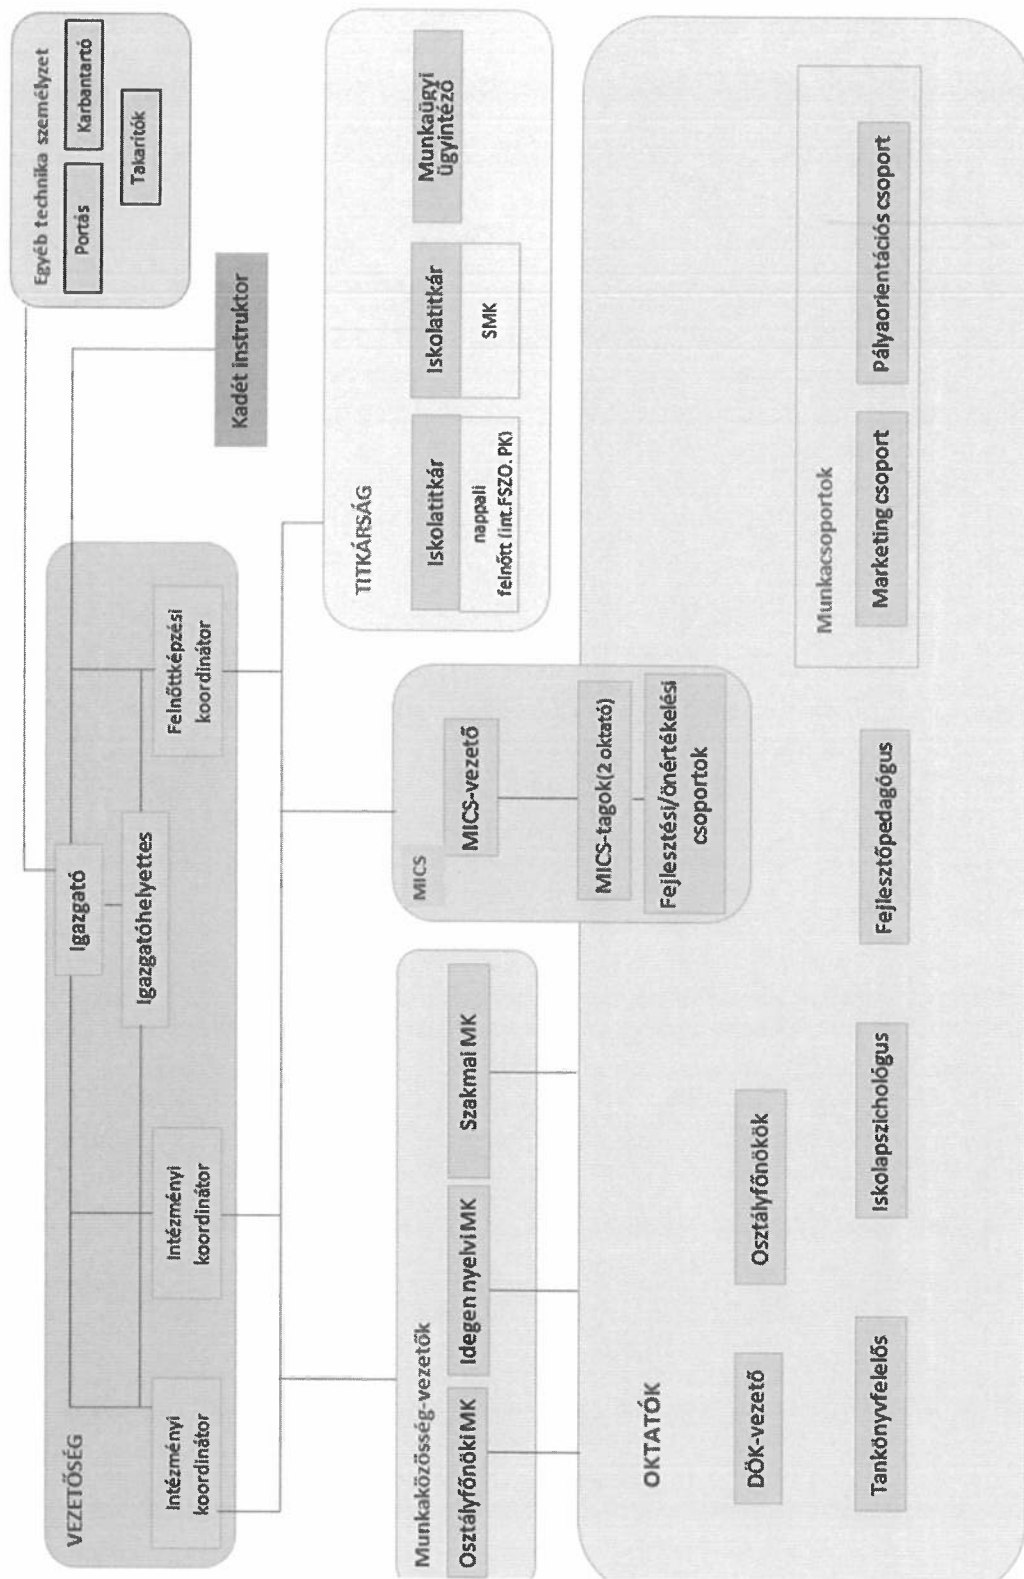 Egyéb technika személyzet
Portás
Karbantartó
Takarítók
VEZETŐSÉG
Igazgató
Igazgatóhelyettes
Intézményi
koordinátor
Intézményi
koordinátor
Felnőttképzési
koordinátor
Kadét instruktor
Munkaközösség-vezetők
Osztályfőnöki MK
Idegen nyelvi MK
Szakmai MK
MICS
MICS-vezető
MICS-tagok(2 oktató)
Fejlesztési/önértékelési
csoportok
TITKÁRSÁG
Iskolatitkár
nappali
felnőtt (int.FSZO. PK)
Iskolatitkár
SMK
Munkaügyi
ügyintéző
OKTATÓK
DÖK-vezető
Osztályfőnökök
Tankönyvfelelős
Iskolapszichológus
Fejlesztőpedagógus
Munkacsoportok
Marketing csoport
Pályaorientációs csoport